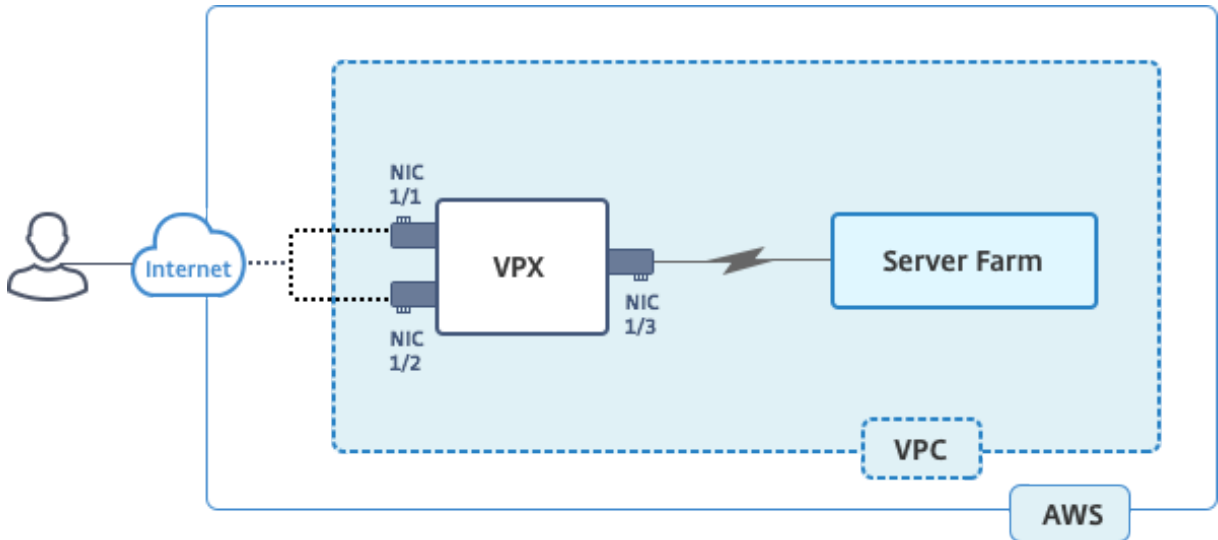 NIC
1/1
Internet
VPX
Server Farm
NIC
1/3
NIC
1/2
VPC
AWS